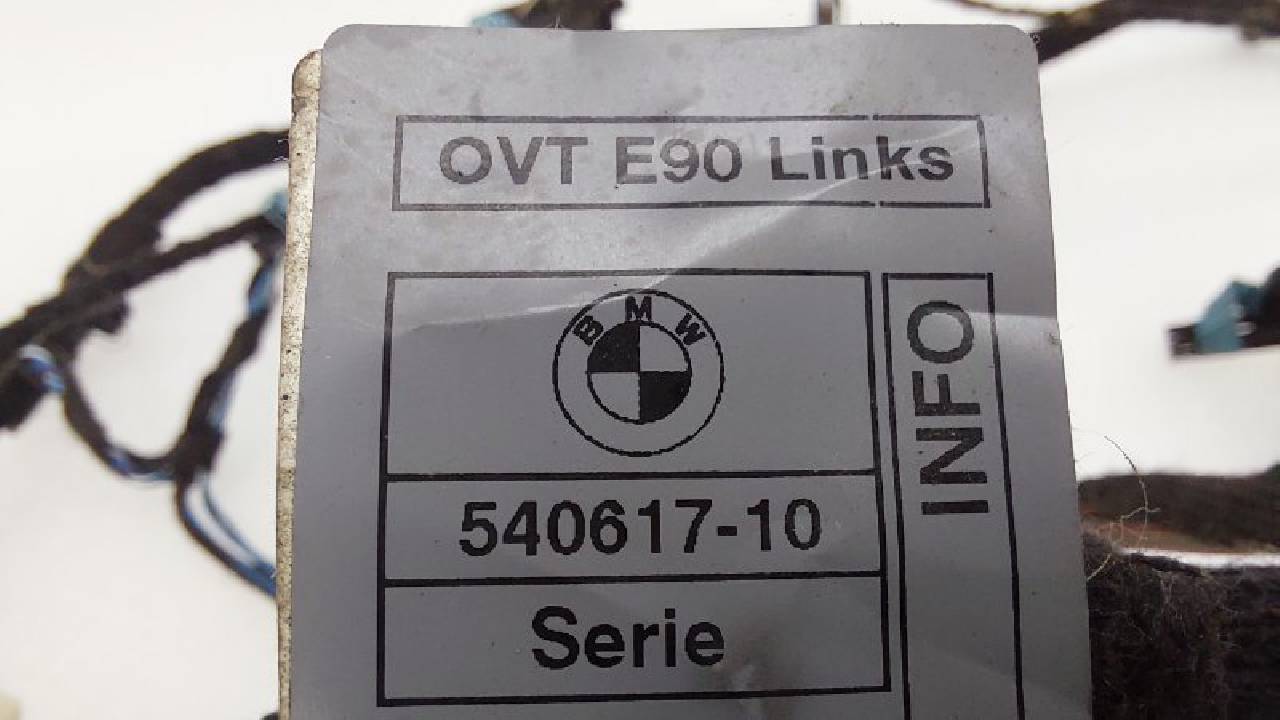 OVT E90 Links
BMW
INFO
540617-10
Serie